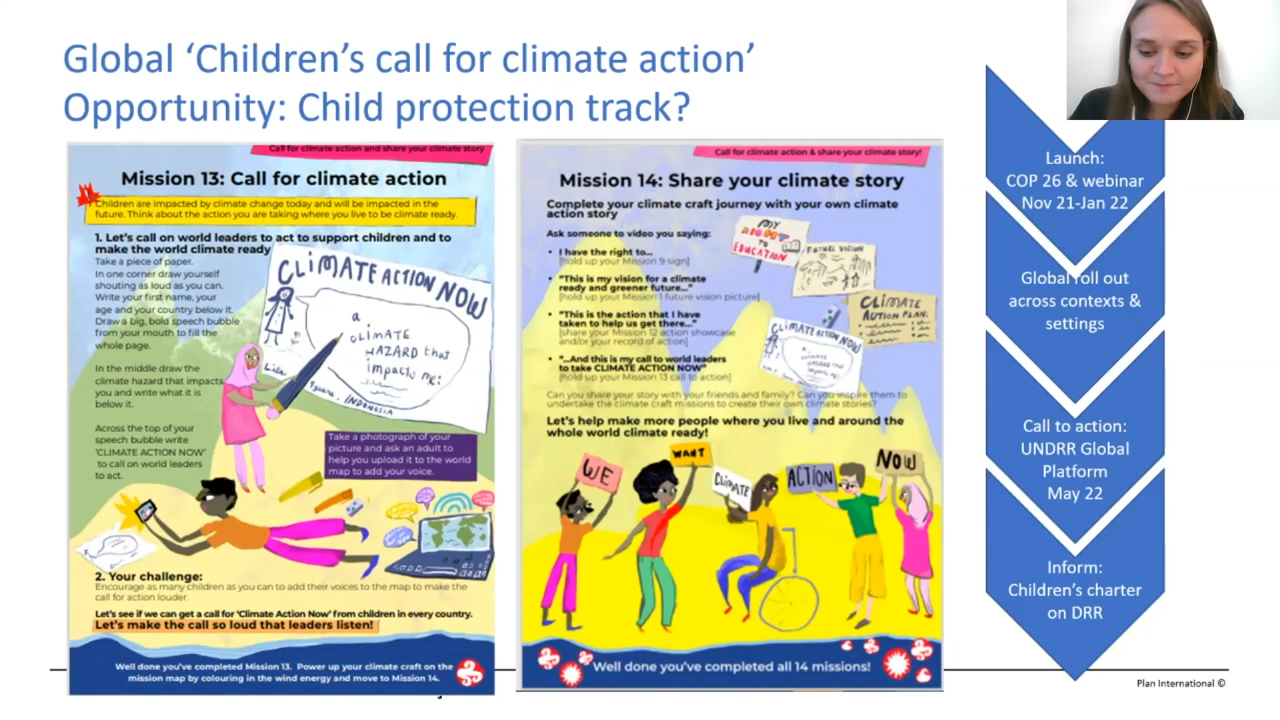 Global ‘Children’s call for climate action’
Opportunity: Child protection track?
Call for climate action and share your climate story
Mission 13: Call for climate action
Children are impacted by climate change today and will be impacted in the
future. Think about the action you are taking where you live to be climate ready.
1. Let’s call on world leaders to act to support children and to
make the world climate ready
Take a piece of paper.
In one corner draw yourself
shouting as loud as you can.
Write your first name, your
age and your country below it.
Draw a big, bold speech bubble
from your mouth to fill the
whole page.
In the middle draw the
climate hazard that impacts
you and write what it is
below it.
Across the top of your
speech bubble write
‘CLIMATE ACTION NOW’
to call on world leaders
to act.
CLIMATE ACTION NOW
a
CLIMATE
HAZARD that
impacts me:
INDONESIA
Take a photograph of your
picture and ask an adult to
help you upload it to the world
map to add your voice.
2. Your challenge:
Encourage as many children as you can to add their voices to the map to make the
call for action louder.
Let’s see if we can get a call for ‘Climate Action Now’ from children in every country.
Let’s make the call so loud that leaders listen!
Well done you’ve completed Mission 13. Power up your climate craft on the
mission map by colouring in the wind energy and move to Mission 14.
Call for climate action & share your climate story!
Mission 14: Share your climate story
Complete your climate craft journey with your own climate
action story
Ask someone to video you saying:
• I have the right to...
[hold up your Mission 9 sign]
• “This is my vision for a climate
ready and greener future...”
[hold up your Mission 1 future vision picture]
• “This is the action that I have
taken to help us get there...”
[share your Mission 12 action showcase
and/or your record of action]
• “...And this is my call to world leaders
to take CLIMATE ACTION NOW”
[hold up your Mission 13 call to action]
MY
TO
EDUCATION
FUTURE VISION
CLIMATE
ACTION PLAN:
CLIMATE ACTION NOW
Can you share your story with your friends and family? Can you inspire them to
undertake the climate craft missions to create their own climate stories?
Let’s help make more people where you live and around the
whole world climate ready!
WE
WANT
CLIMATE
ACTION
NOW
Well done you’ve completed all 14 missions!
Launch:
COP 26 & webinar
Nov 21-Jan 22
Global roll out
across contexts &
settings
Call to action:
UNDRR Global
Platform
May 22
Inform:
Children’s charter
on DRR
Plan International ©